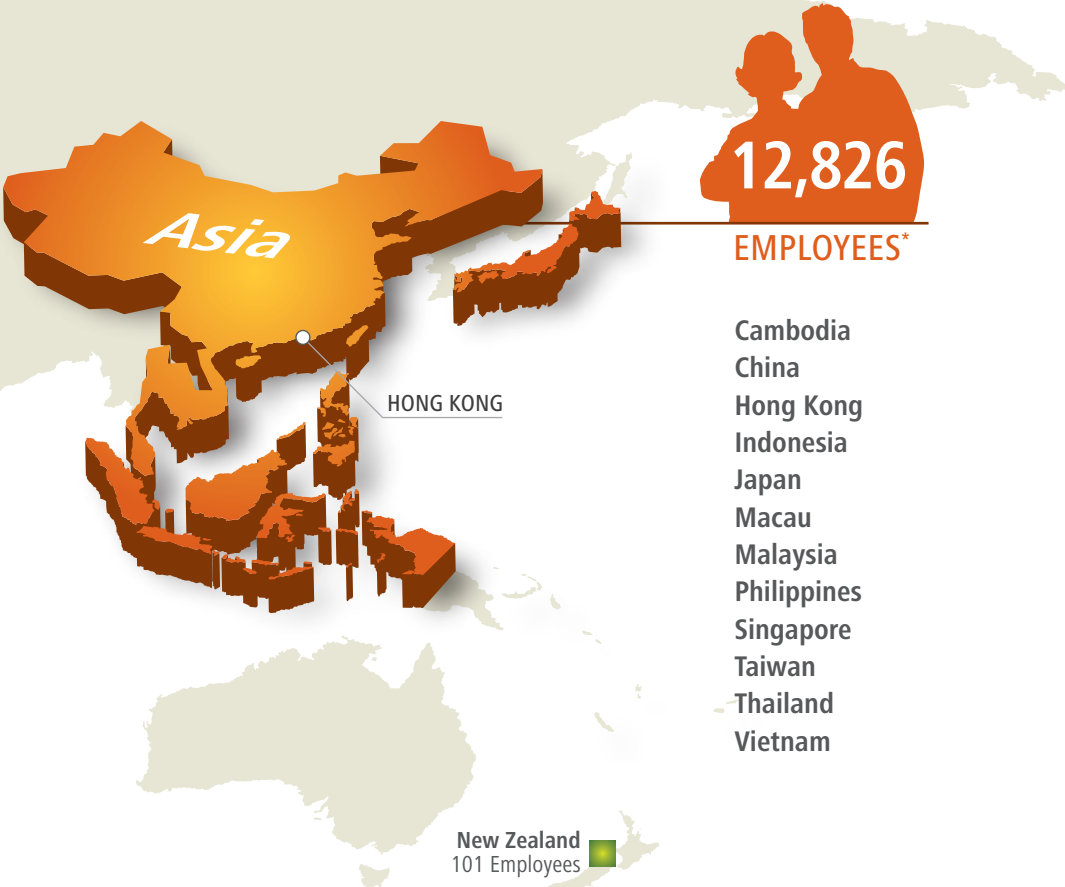 12,826
EMPLOYEES*
Asia
HONG KONG
Cambodia
China
Hong Kong
Indonesia
Japan
Macau
Malaysia
Philippines
Singapore
Taiwan
Thailand
Vietnam
New Zealand
101 Employees